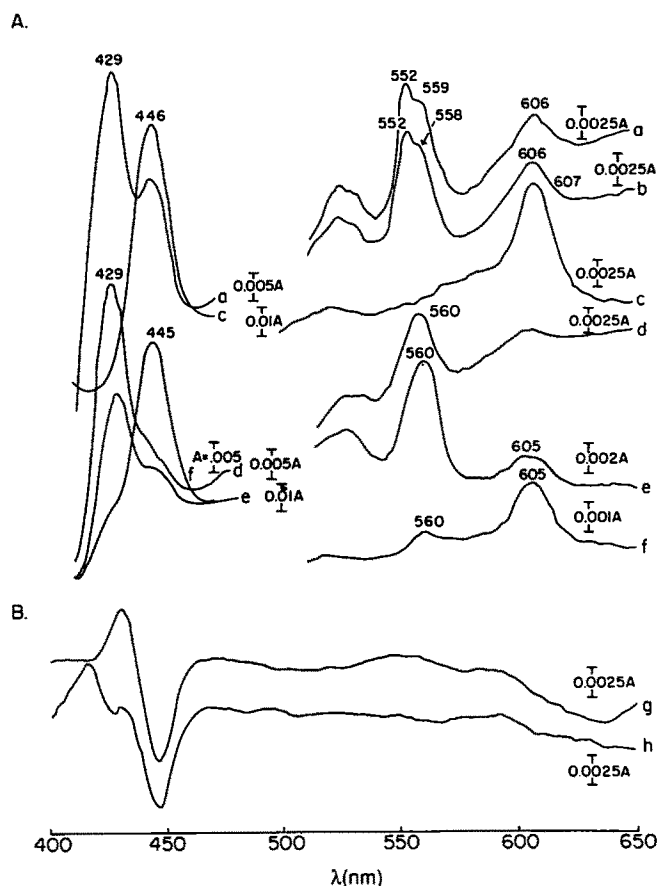 A.
429
446
552
559
552
558
606
0.0025A
a
606
0.0025A
b
607
0.0025A
c
a
0.005A
c
0.01A
429
445
560
0.0025A
d
560
A=.005
f
d
0.005A
e
0.01A
605
0.002A
e
560
605
0.001A
f
B.
0.0025A
g
h
0.0025A
400
450
500
550
600
650
λ(nm)